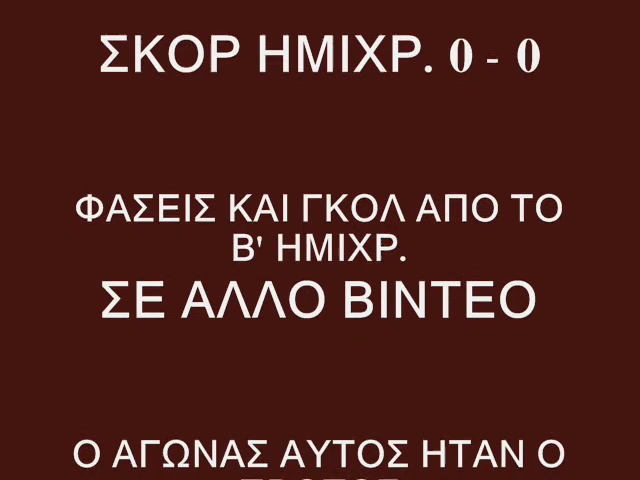 ΣΚΟΡ ΗΜΙΧΡ. 0 - 0
ΦΑΣΕΙΣ ΚΑΙ ΓΚΟΛ ΑΠΟ ΤΟ
Β' ΗΜΙΧΡ.
ΣΕ ΑΛΛΟ ΒΙΝΤΕΟ
Ο ΑΓΩΝΑΣ ΑΥΤΟΣ ΗΤΑΝ Ο